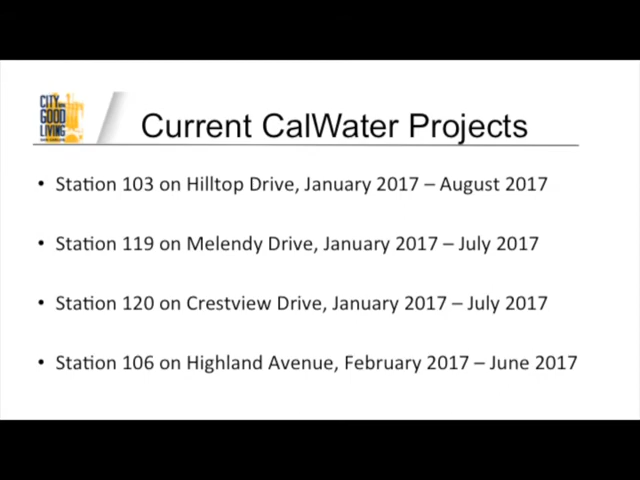 CITY OF
GOOD
LIVING
Current CalWater Projects
• Station 103 on Hilltop Drive, January 2017 – August 2017
• Station 119 on Melendy Drive, January 2017 – July 2017
• Station 120 on Crestview Drive, January 2017 – July 2017
• Station 106 on Highland Avenue, February 2017 – June 2017